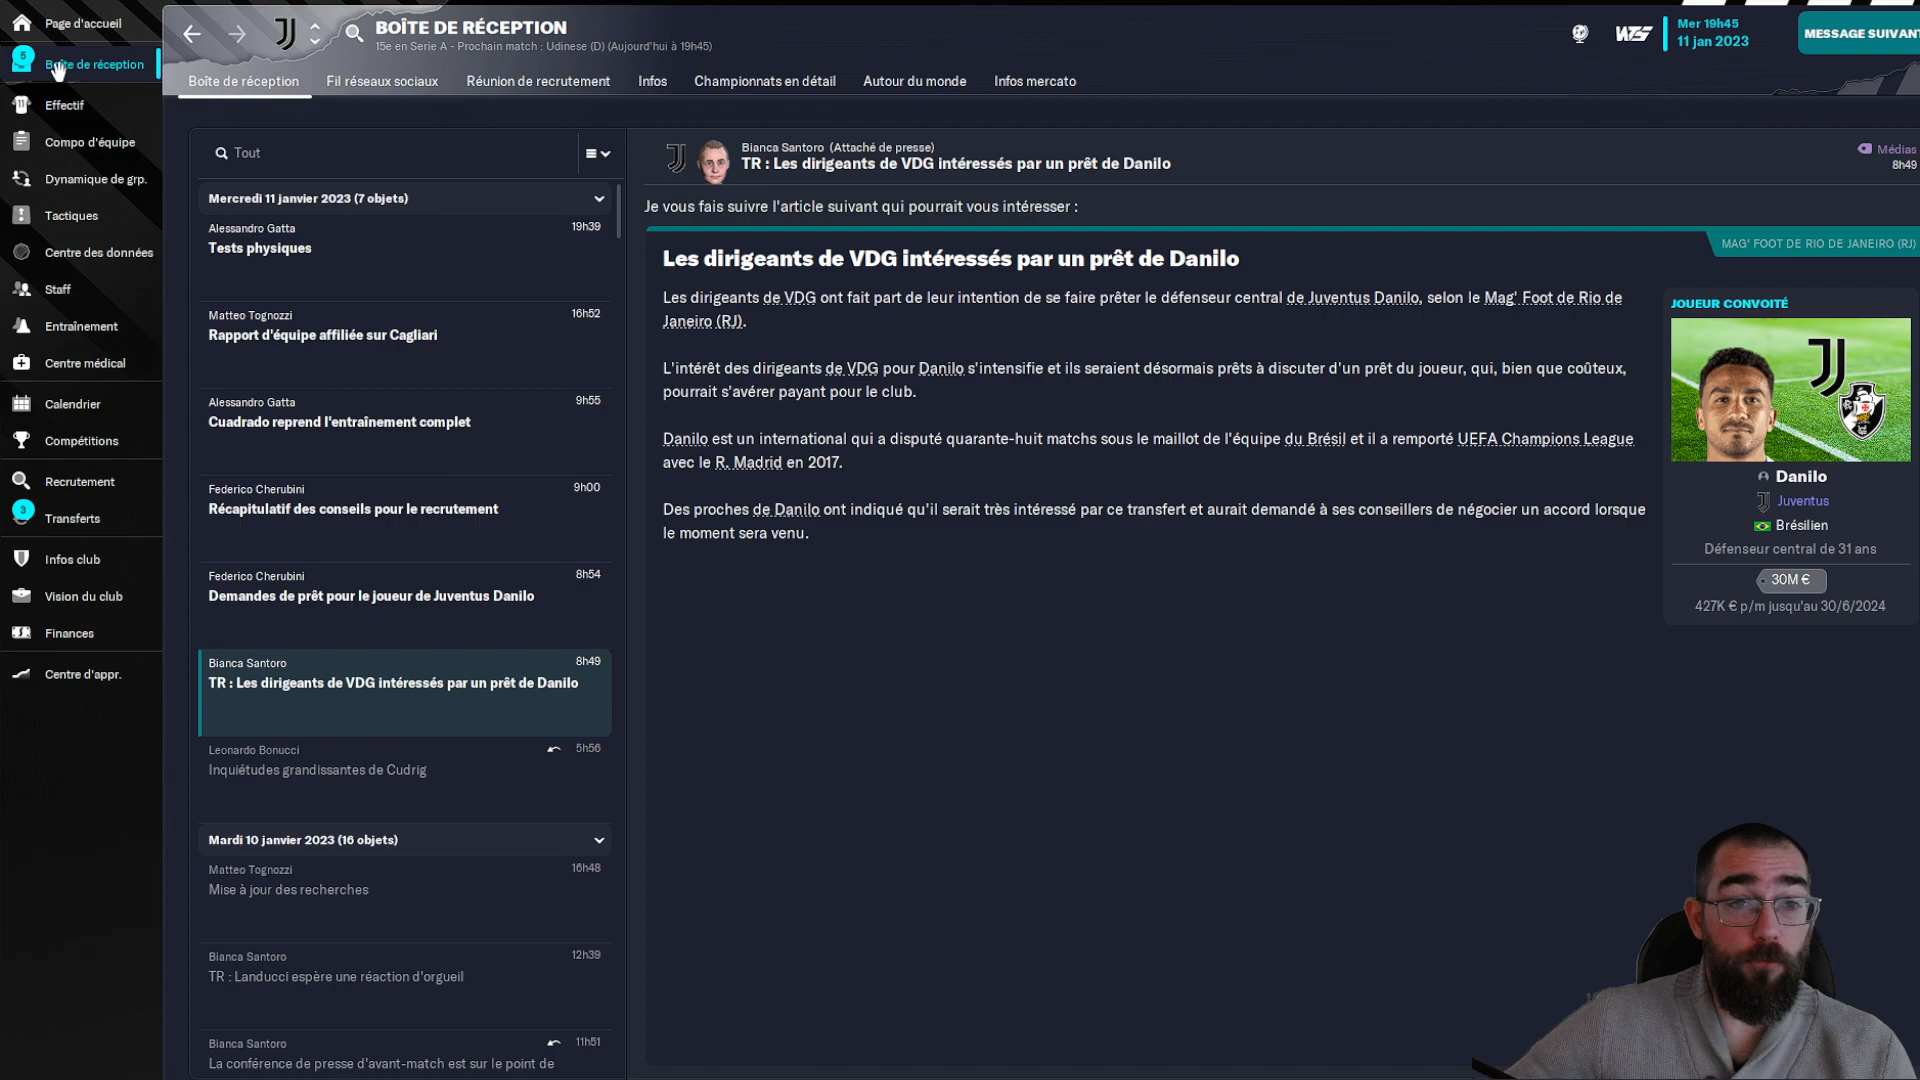 Page d'accueil
5
Boîte de réception
Effectif
Compo d'équipe
Dynamique de grp.
Tactiques
Centre des données
Staff
Entraînement
Centre médical
Calendrier
Compétitions
Recrutement
3
Transferts
Infos club
Vision du club
Finances
Centre d'appr.
BOÎTE DE RÉCEPTION
15e en Serie A - Prochain match : Udinese (D) (Aujourd'hui à 19h45)
Mer 19h45
11 jan 2023
MESSAGE SUIVANT
Boîte de réception
Fil réseaux sociaux
Réunion de recrutement
Infos
Championnats en détail
Autour du monde
Infos mercato
Tout
Mercredi 11 janvier 2023 (7 objets)
Alessandro Gatta 19h39
Tests physiques
Matteo Tognozzi 16h52
Rapport d'équipe affiliée sur Cagliari
Alessandro Gatta 9h55
Cuadrado reprend l'entraînement complet
Federico Cherubini 9h00
Récapitulatif des conseils pour le recrutement
Federico Cherubini 8h54
Demandes de prêt pour le joueur de Juventus Danilo
Bianca Santoro 8h49
TR : Les dirigeants de VDG intéressés par un prêt de Danilo
Leonardo Bonucci 5h56
Inquiétudes grandissantes de Cudrig
Mardi 10 janvier 2023 (16 objets)
Matteo Tognozzi 16h48
Mise à jour des recherches
Bianca Santoro 12h39
TR : Landucci espère une réaction d'orgueil
Bianca Santoro 11h51
La conférence de presse d'avant-match est sur le point de
Bianca Santoro (Attaché de presse)
TR : Les dirigeants de VDG intéressés par un prêt de Danilo
Médias
8h49
Je vous fais suivre l'article suivant qui pourrait vous intéresser :
MAG' FOOT DE RIO DE JANEIRO (RJ)
Les dirigeants de VDG intéressés par un prêt de Danilo
Les dirigeants de VDG ont fait part de leur intention de se faire prêter le défenseur central de Juventus Danilo, selon le Mag' Foot de Rio de
Janeiro (RJ).
L'intérêt des dirigeants de VDG pour Danilo s'intensifie et ils seraient désormais prêts à discuter d'un prêt du joueur, qui, bien que coûteux,
pourrait s'avérer payant pour le club.
Danilo est un international qui a disputé quarante-huit matchs sous le maillot de l'équipe du Brésil et il a remporté UEFA Champions League
avec le R. Madrid en 2017.
Des proches de Danilo ont indiqué qu'il serait très intéressé par ce transfert et aurait demandé à ses conseillers de négocier un accord lorsque
le moment sera venu.
JOUEUR CONVOITÉ
Danilo
Juventus
Brésilien
Défenseur central de 31 ans
30M €
427K € p/m jusqu'au 30/6/2024